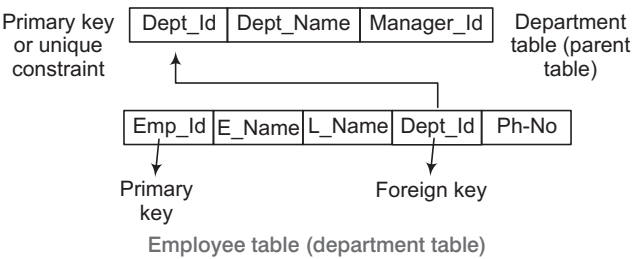 Primary key
or unique
constraint
Dept_Id Dept_Name Manager_Id
Department
table (parent
table)
Emp_Id E_Name L_Name Dept_Id Ph-No
Primary
key
Foreign key
Employee table (department table)